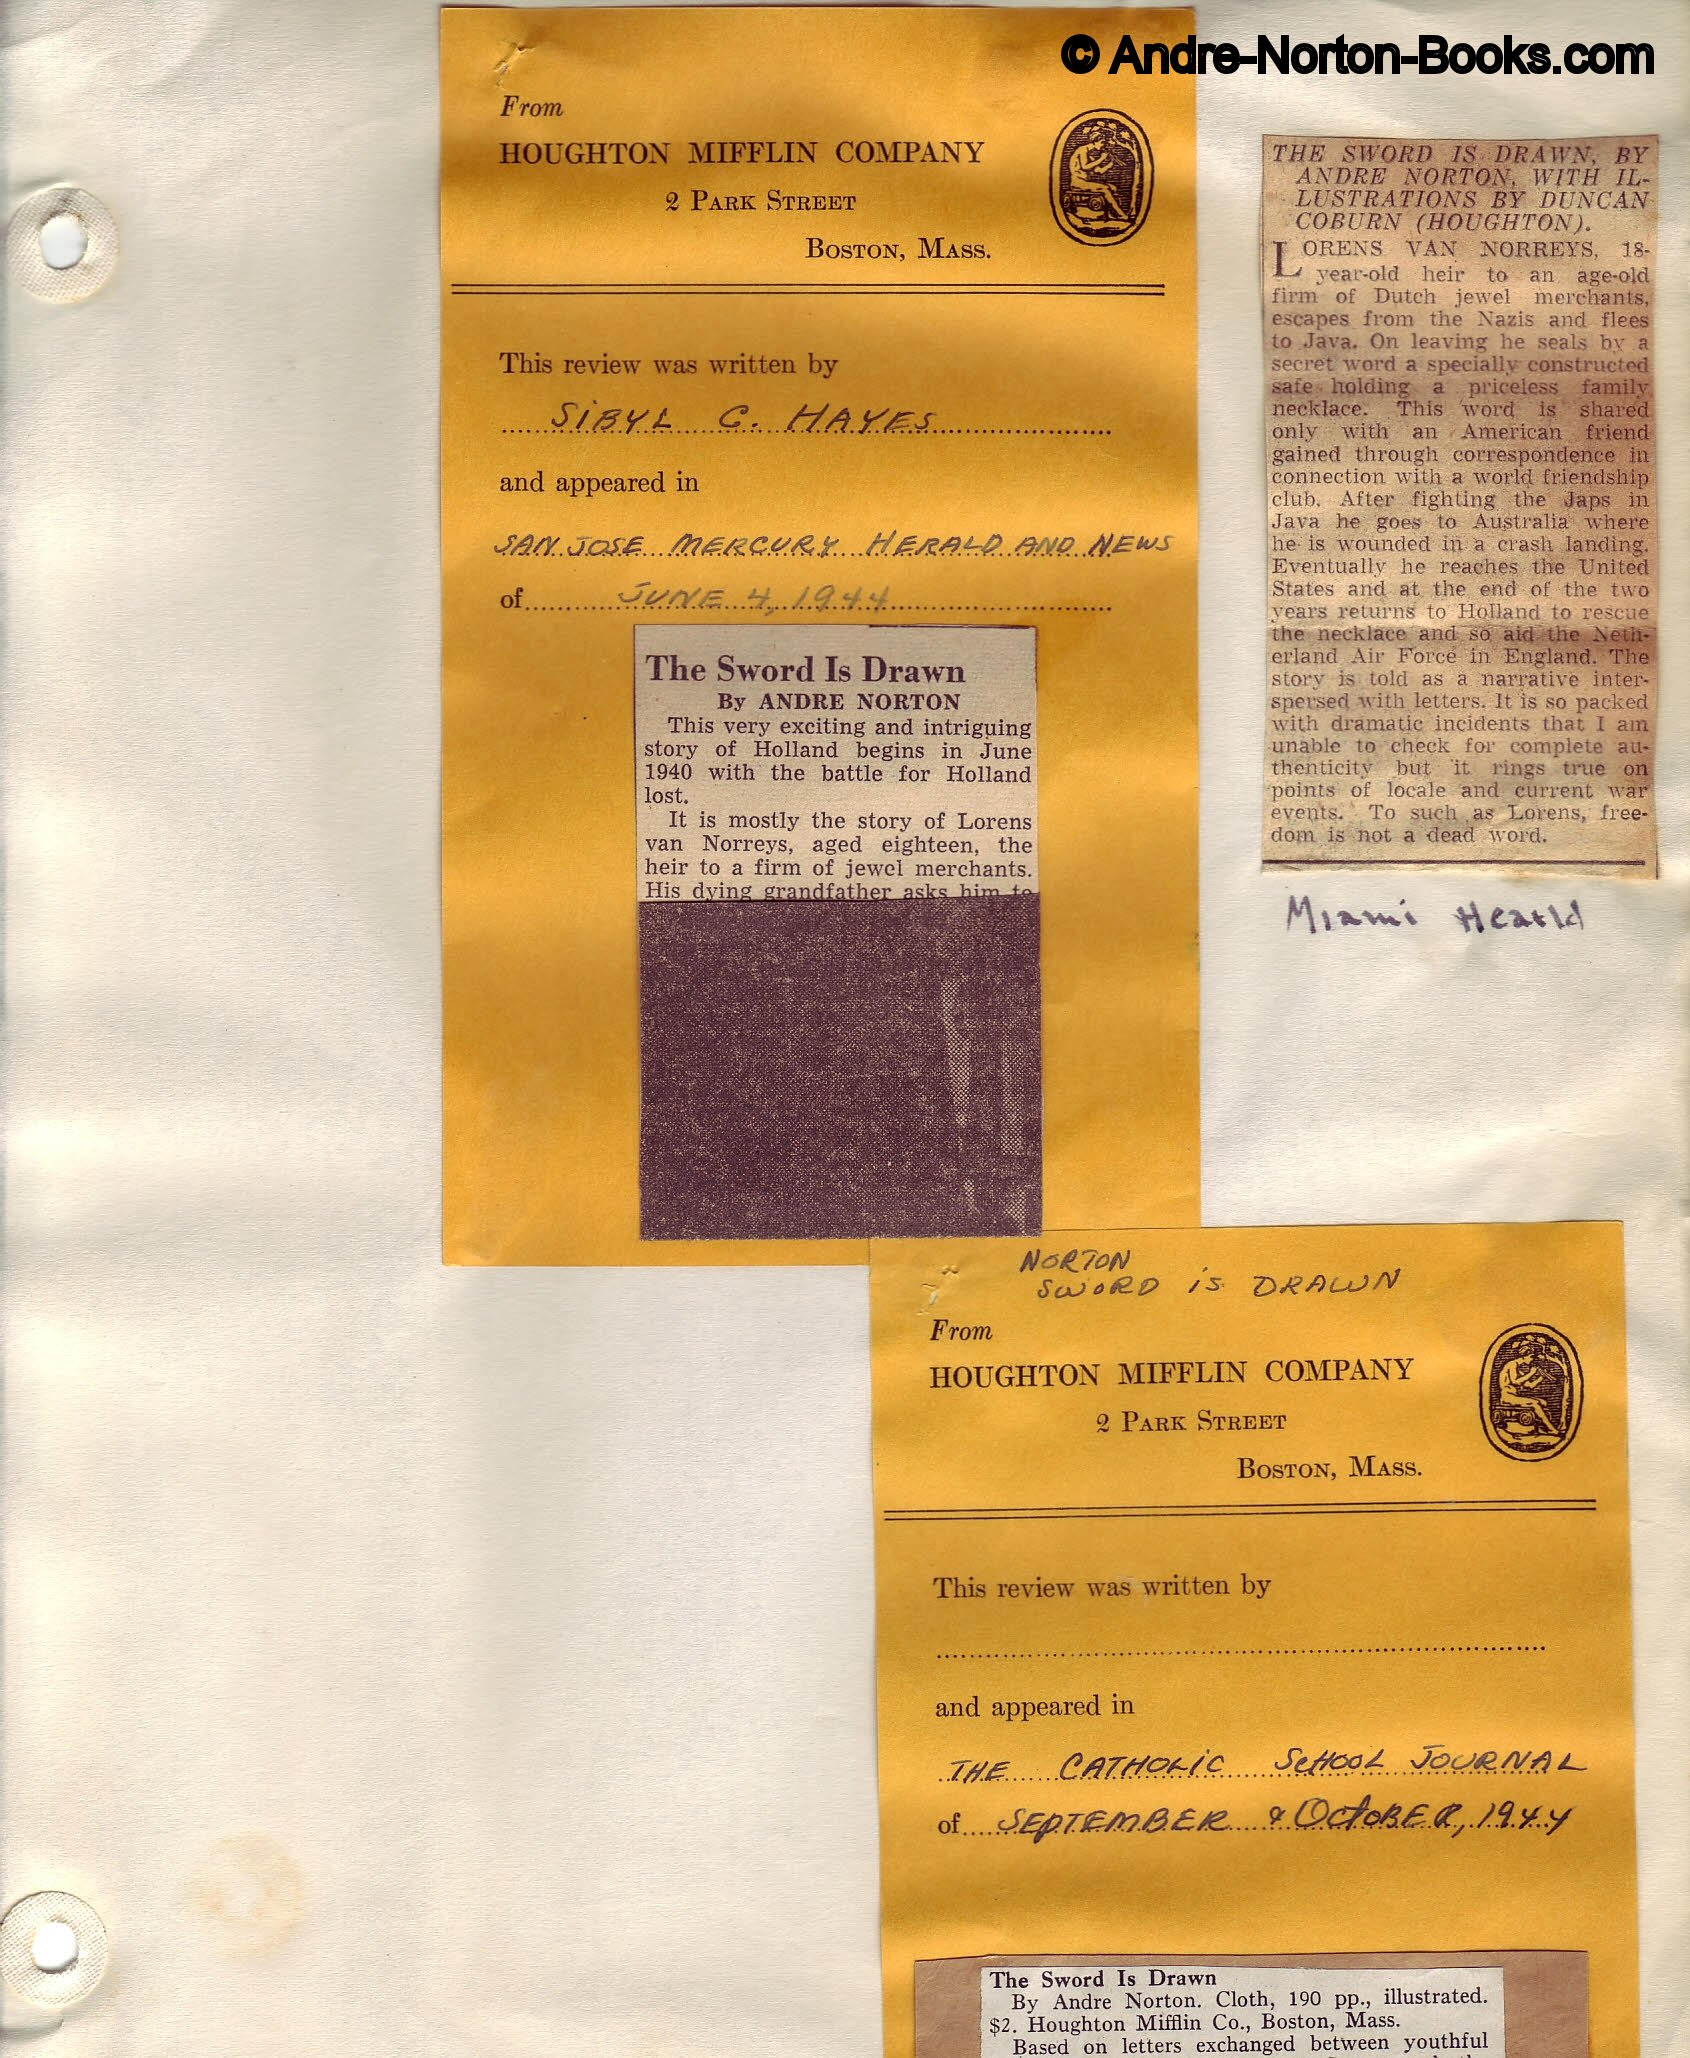 © Andre-Norton-Books.com
From
HOUGHTON MIFFLIN COMPANY
2 PARK STREET
BOSTON, MASS.
This review was written by
SIBYL C. HAYES
and appeared in
SAN JOSE MERCURY HERALD AND NEWS
of JUNE 4, 1944
The Sword Is Drawn
By ANDRE NORTON
This very exciting and intriguing
story of Holland begins in June
1940 with the battle for Holland
lost.
It is mostly the story of Lorens
van Norreys, aged eighteen, the
heir to a firm of jewel merchants.
His dying grandfather asks him to
THE SWORD IS DRAWN, BY
ANDRE NORTON, WITH IL-
LUSTRATIONS BY DUNCAN
COBURN (HOUGHTON).
LORENS VAN NORREYS, 18-
year-old heir to an age-old
firm of Dutch jewel merchants,
escapes from the Nazis and flees
to Java. On leaving he seals by a
secret word a specially constructed
safe holding a priceless family
necklace. This word is shared
only with an American friend
gained through correspondence in
connection with a world friendship
club. After fighting the Japs in
Java he goes to Australia where
he is wounded in a crash landing.
Eventually he reaches the United
States and at the end of the two
years returns to Holland to rescue
the necklace and so aid the Neth-
erland Air Force in England. The
story is told as a narrative inter-
spersed with letters. It is so packed
with dramatic incidents that I am
unable to check for complete au-
thenticity but it rings true on
points of locale and current war
events. To such as Lorens, free-
dom is not a dead word.
Miami Hearld
NORTON
SWORD IS DRAWN
From
HOUGHTON MIFFLIN COMPANY
2 PARK STREET
BOSTON, MASS.
This review was written by
and appeared in
THE CATHOLIC SCHOOL JOURNAL
of SEPTEMBER & OCTOBER, 1944
The Sword Is Drawn
By Andre Norton. Cloth, 190 pp., illustrated.
$2. Houghton Mifflin Co., Boston, Mass.
Based on letters exchanged between youthful